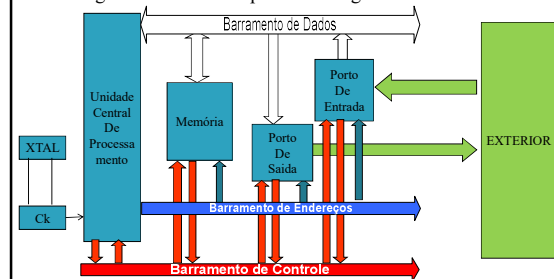 Barramento de Dados
Unidade
Central
De
Processa
mento
Memória
Porto
De
Saida
Porto
De
Entrada
EXTERIOR
XTAL
Ck
Barramento de Endereços
Barramento de Controle